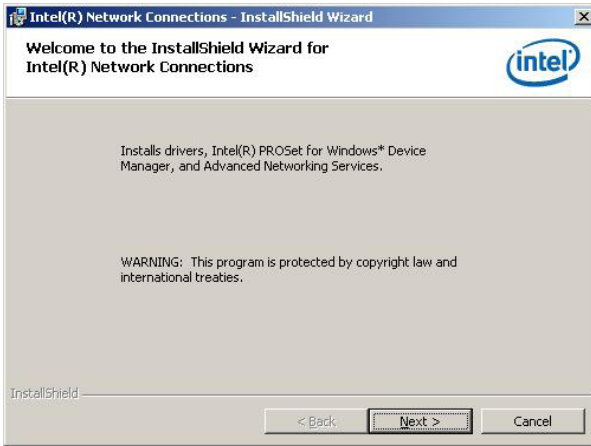 Intel(R) Network Connections - InstallShield Wizard
Welcome to the InstallShield Wizard for
Intel(R) Network Connections
intel
Installs drivers, Intel(R) PROSet for Windows* Device
Manager, and Advanced Networking Services.
WARNING: This program is protected by copyright law and
international treaties.
InstallShield
< Back
Next >
Cancel